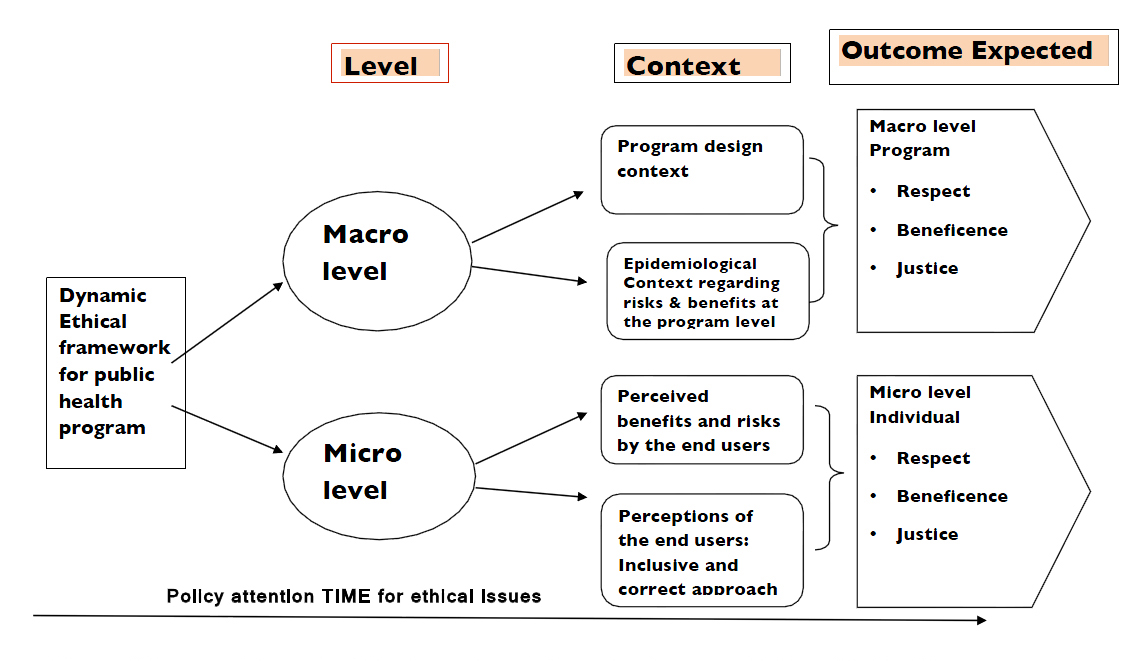 Level
Context
Outcome Expected
Dynamic
Ethical
framework
for public
health
program
Macro
level
Micro
level
Program design
context
Epidemiological
Context regarding
risks & benefits at
the program level
Perceived
benefits and risks
by the end users
Perceptions of
the end users:
Inclusive and
correct approach
Macro level
Program
• Respect
• Beneficence
• Justice
Micro level
Individual
• Respect
• Beneficence
• Justice
Policy attention TIME for ethical issues